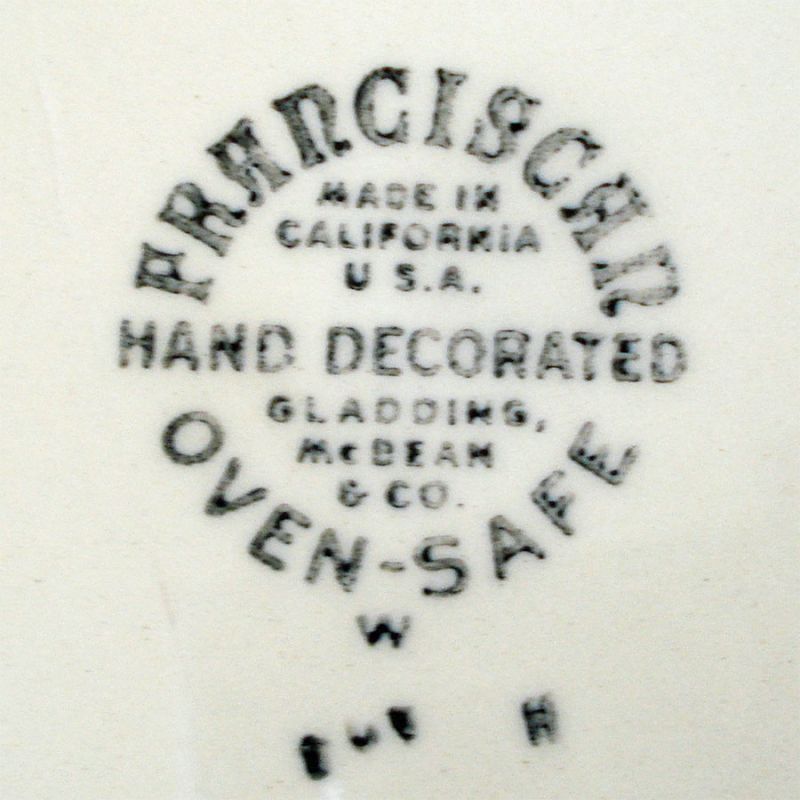 FRANCISCAN
MADE IN
CALIFORNIA
U.S.A.
HAND DECORATED
GLADDING,
McBEAN
& CO.
OVEN-SAFE
W
H